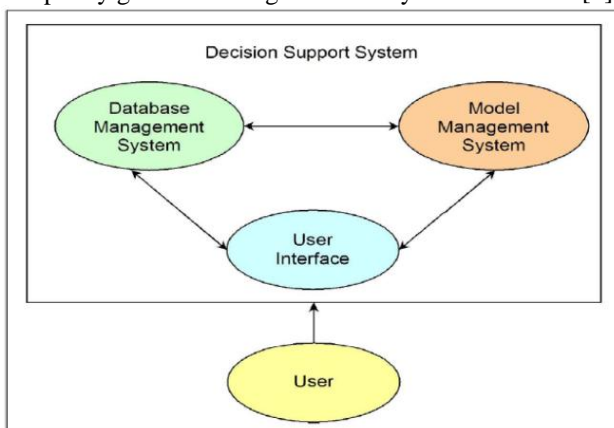 Decision Support System
Database
Management
System
Model
Management
System
User
Interface
User